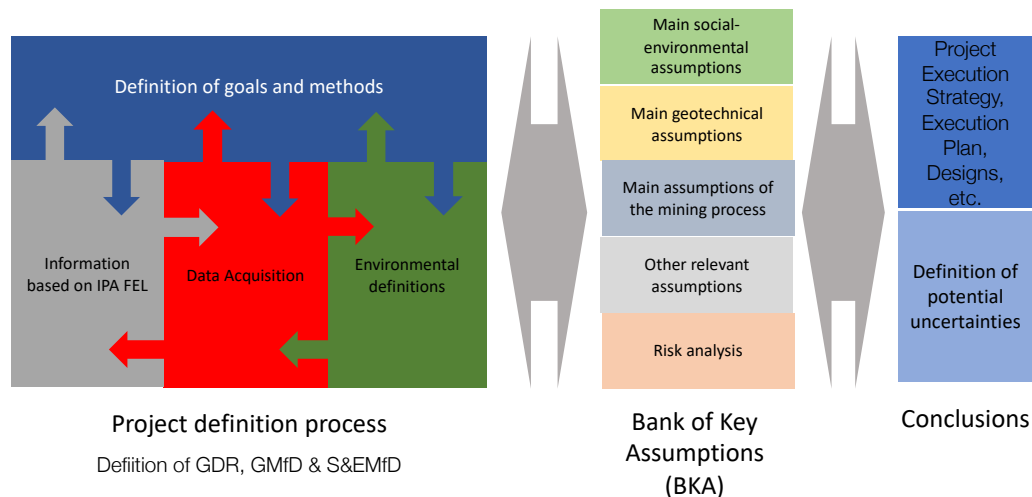 Definition of goals and methods
Information
based on IPA FEL
Data Acquisition
Environmental
definitions
Project definition process
Defiition of GDR, GMfD & S&EMfD
Main social-
environmental
assumptions
Main geotechnical
assumptions
Main assumptions of
the mining process
Other relevant
assumptions
Risk analysis
Bank of Key
Assumptions
(BKA)
Project
Execution
Strategy,
Execution
Plan,
Designs,
etc.
Definition of
potential
uncertainties
Conclusions